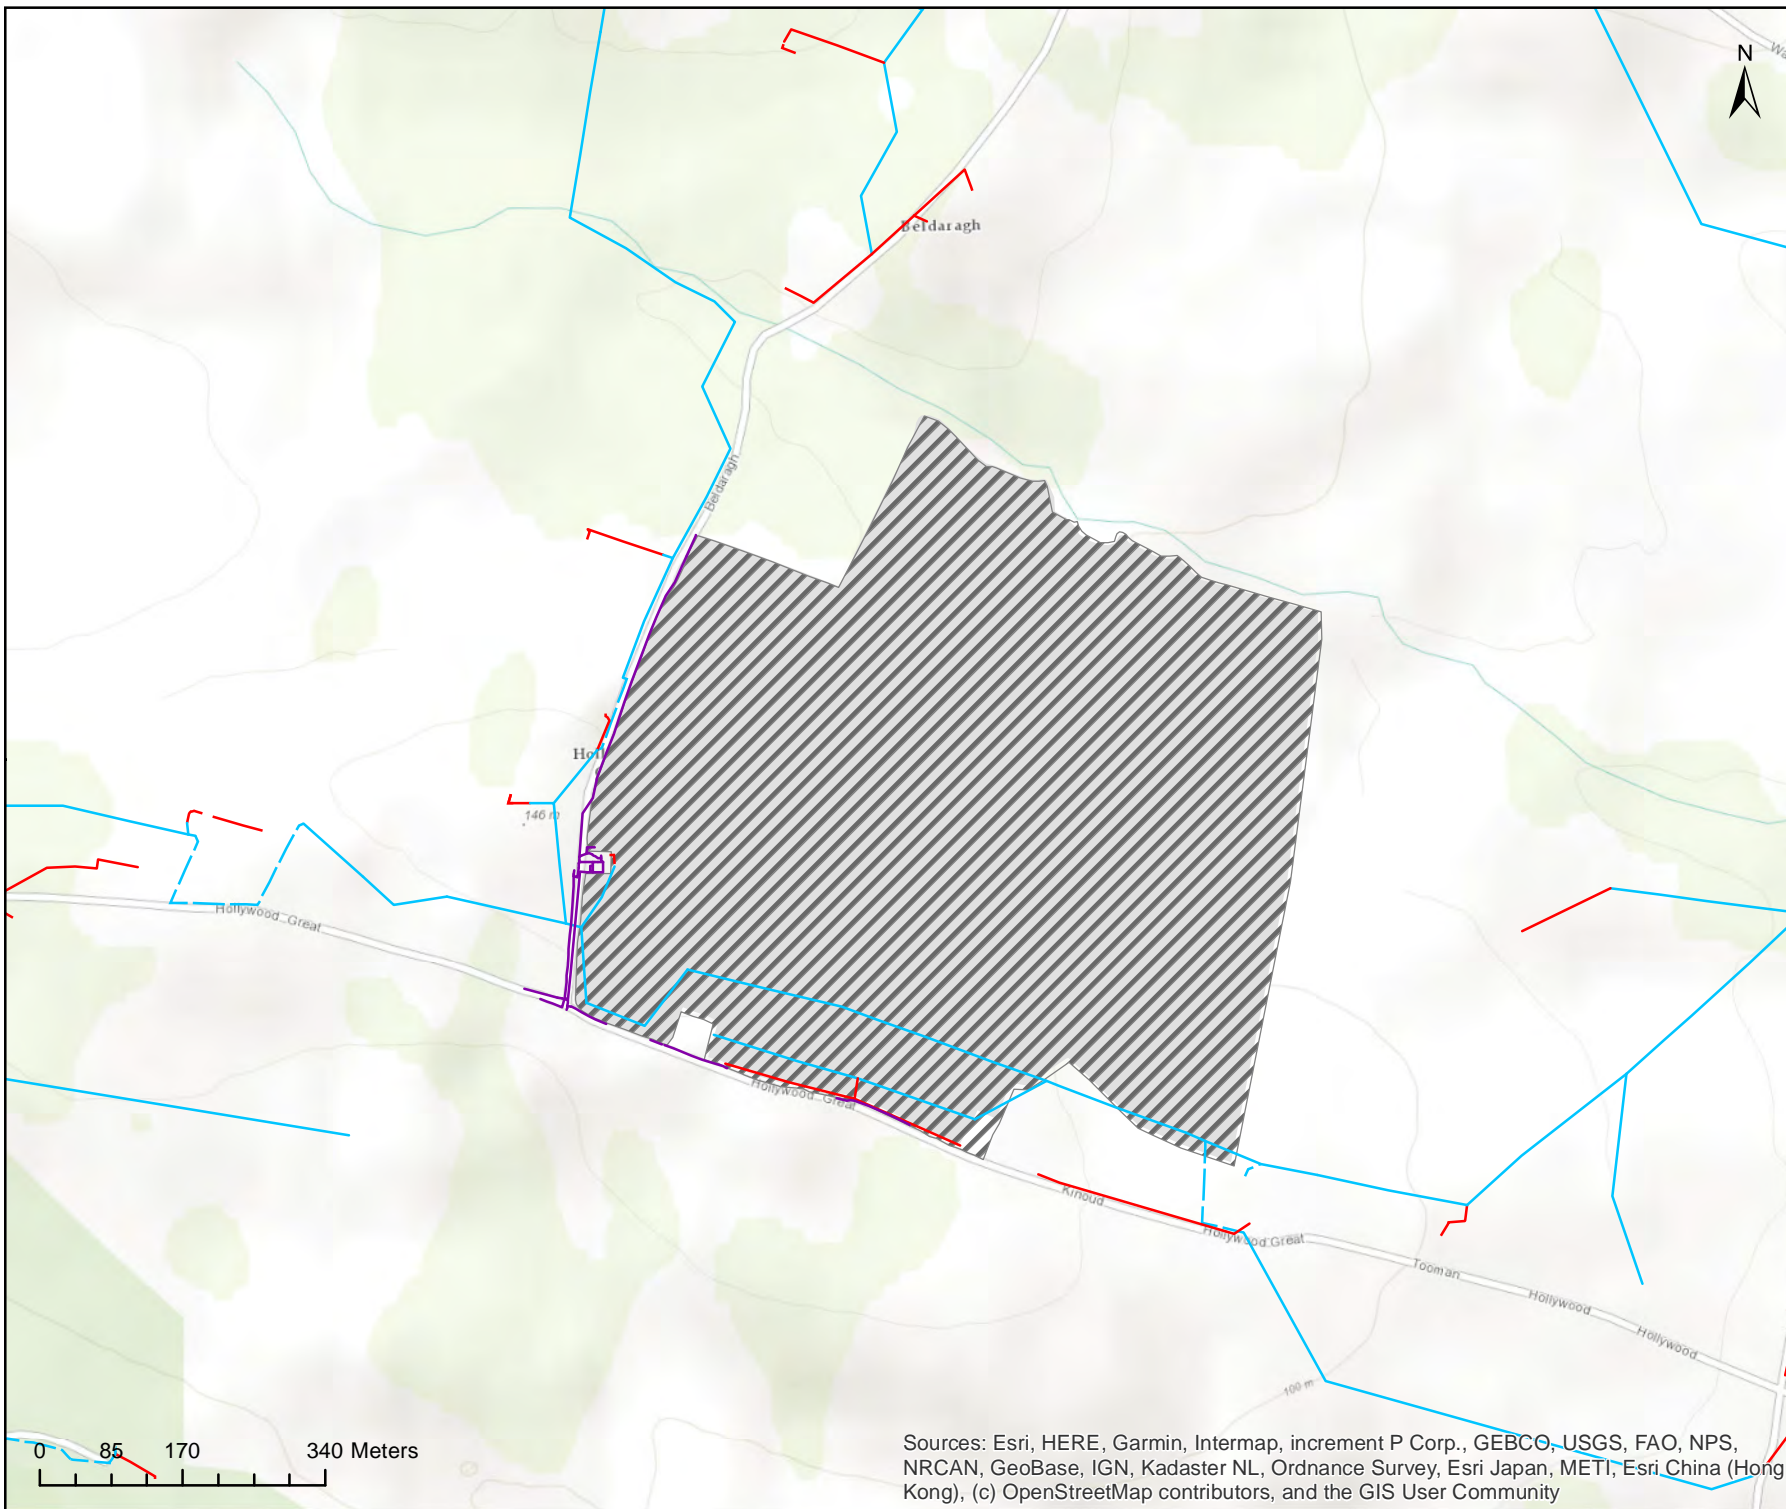 N
Beldaragh
Beldaragh
146 m
Hollywood Great
Hollywood Great
Kinoud
Hollywood Great
Tooman
Hollywood
Hollywood
100 m
0 85 170 340 Meters
Sources: Esri, HERE, Garmin, Intermap, increment P Corp., GEBCO, USGS, FAO, NPS,
NRCAN, GeoBase, IGN, Kadaster NL, Ordnance Survey, Esri Japan, METI, Esri China (Hong
Kong), (c) OpenStreetMap contributors, and the GIS User Community